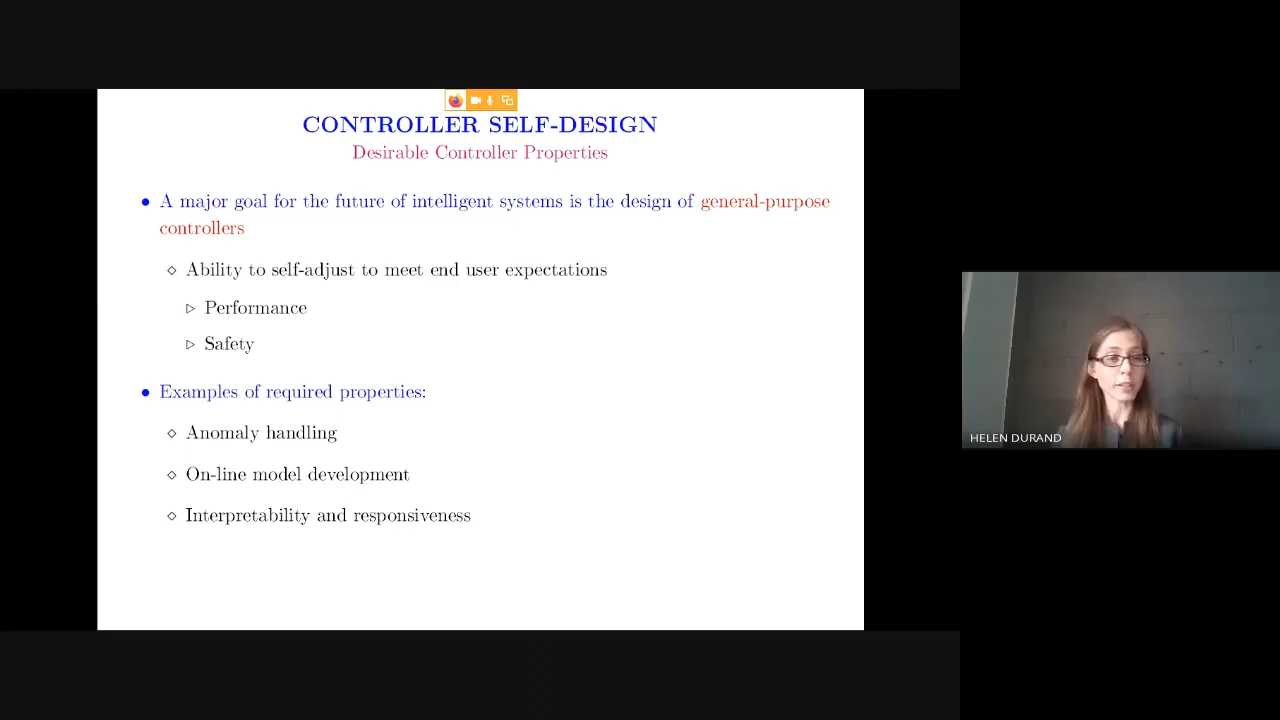 CONTROLLER SELF-DESIGN
Desirable Controller Properties
• A major goal for the future of intelligent systems is the design of general-purpose
controllers
⋄ Ability to self-adjust to meet end user expectations
▷ Performance
▷ Safety
• Examples of required properties:
⋄ Anomaly handling
⋄ On-line model development
⋄ Interpretability and responsiveness
HELEN DURAND